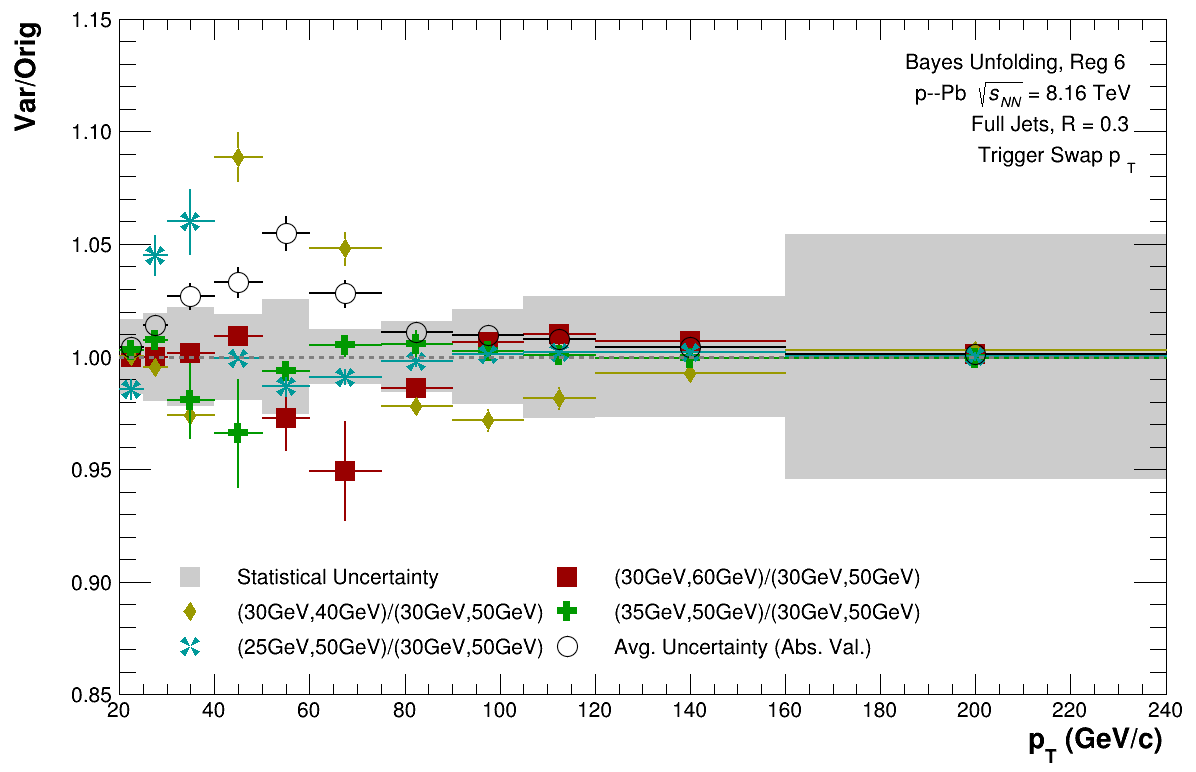 Var/Orig
1.15
1.10
1.05
1.00
0.95
0.90
0.85
Bayes Unfolding, Reg 6
p--Pb √s_NN = 8.16 TeV
Full Jets, R = 0.3
Trigger Swap p_T
Statistical Uncertainty
(30GeV,60GeV)/(30GeV,50GeV)
(30GeV,40GeV)/(30GeV,50GeV)
(35GeV,50GeV)/(30GeV,50GeV)
(25GeV,50GeV)/(30GeV,50GeV)
Avg. Uncertainty (Abs. Val.)
20 40 60 80 100 120 140 160 180 200 220 240
p_T (GeV/c)